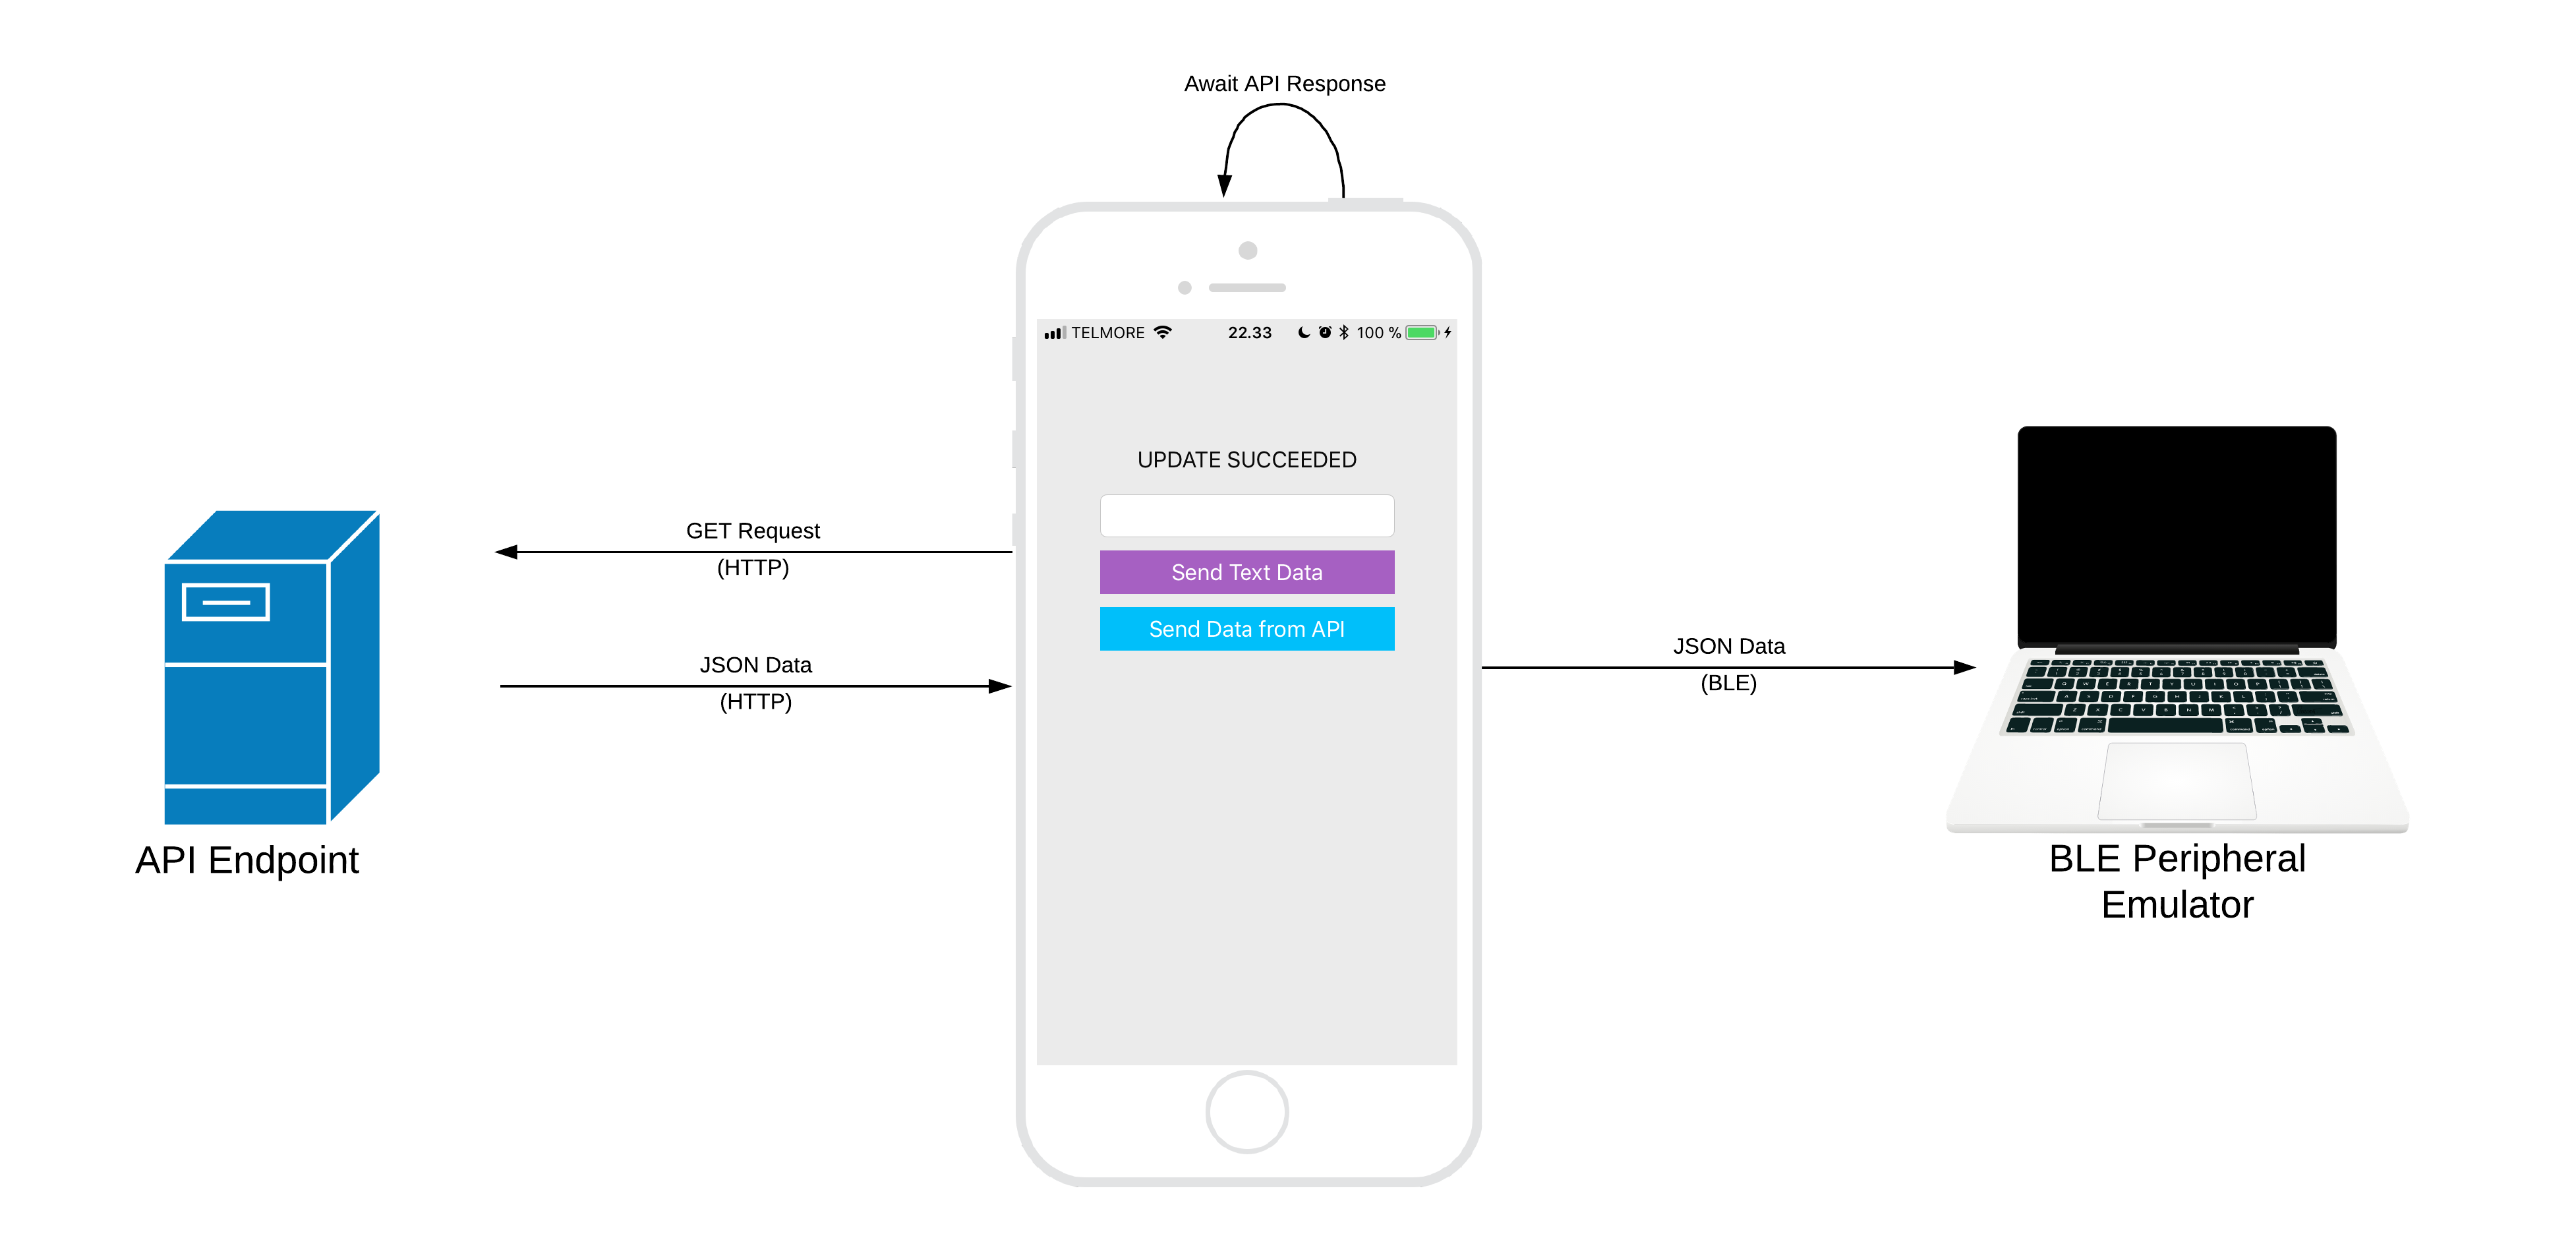 Await API Response
TELMORE 22.33 100 %
UPDATE SUCCEEDED
GET Request
(HTTP)
Send Text Data
Send Data from API
JSON Data
(HTTP)
JSON Data
(BLE)
API Endpoint
BLE Peripheral
Emulator